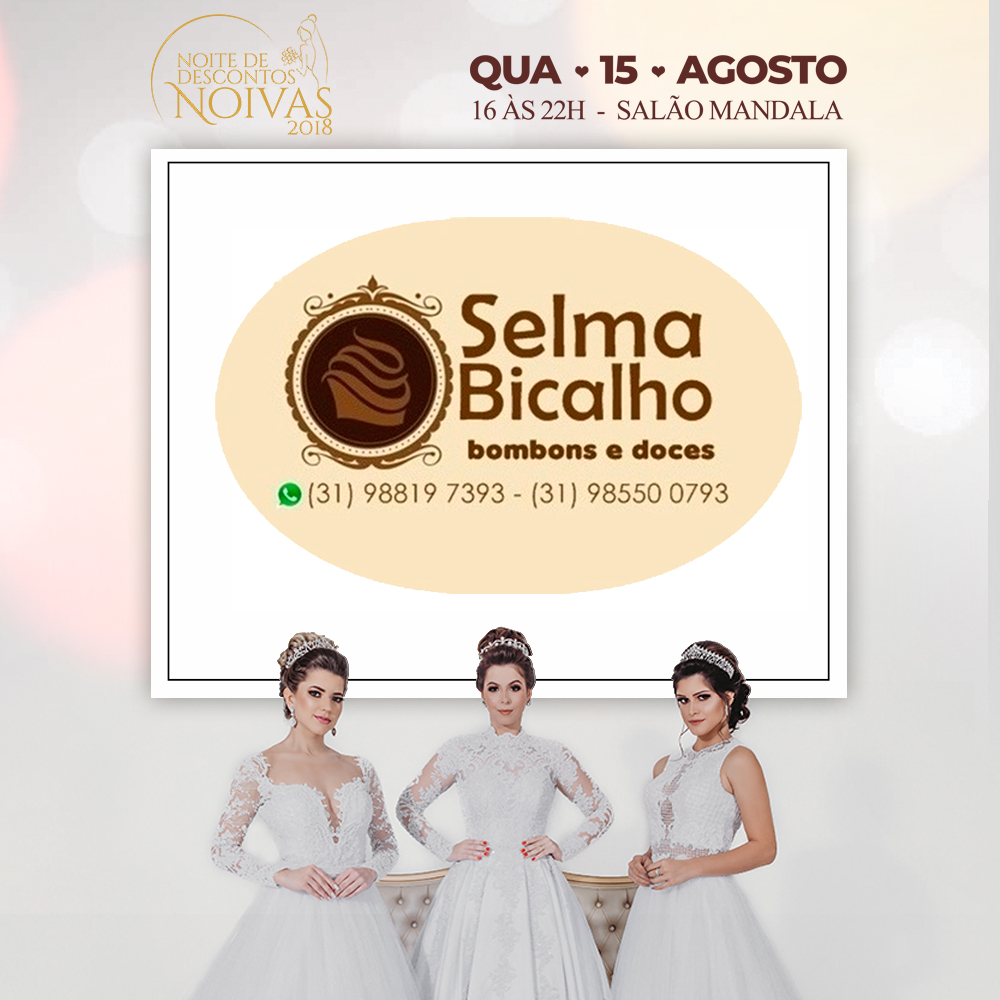 NOITE DE
DESCONTOS
NOIVAS
2018
QUA ♥ 15 ♥ AGOSTO
16 ÀS 22H - SALÃO MANDALA
Selma
Bicalho
bombons e doces
(31) 98819 7393 - (31) 98550 0793